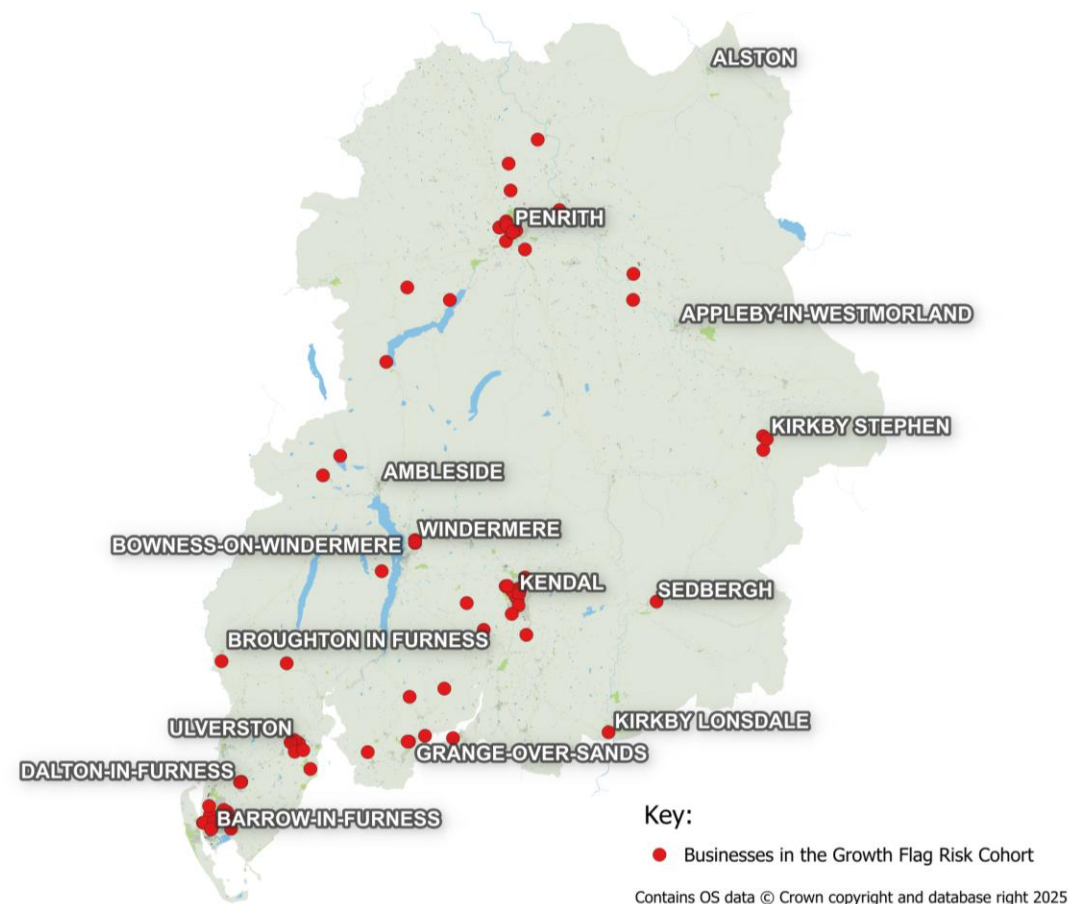 ALSTON
PENRITH
APPLEBY-IN-WESTMORLAND
KIRKBY STEPHEN
AMBLESIDE
WINDERMERE
BOWNESS-ON-WINDERMERE
KENDAL
SEDBERGH
BROUGHTON IN FURNESS
KIRKBY LONSDALE
ULVERSTON
GRANGE-OVER-SANDS
DALTON-IN-FURNESS
BARROW-IN-FURNESS
Key:
Businesses in the Growth Flag Risk Cohort
Contains OS data © Crown copyright and database right 2025